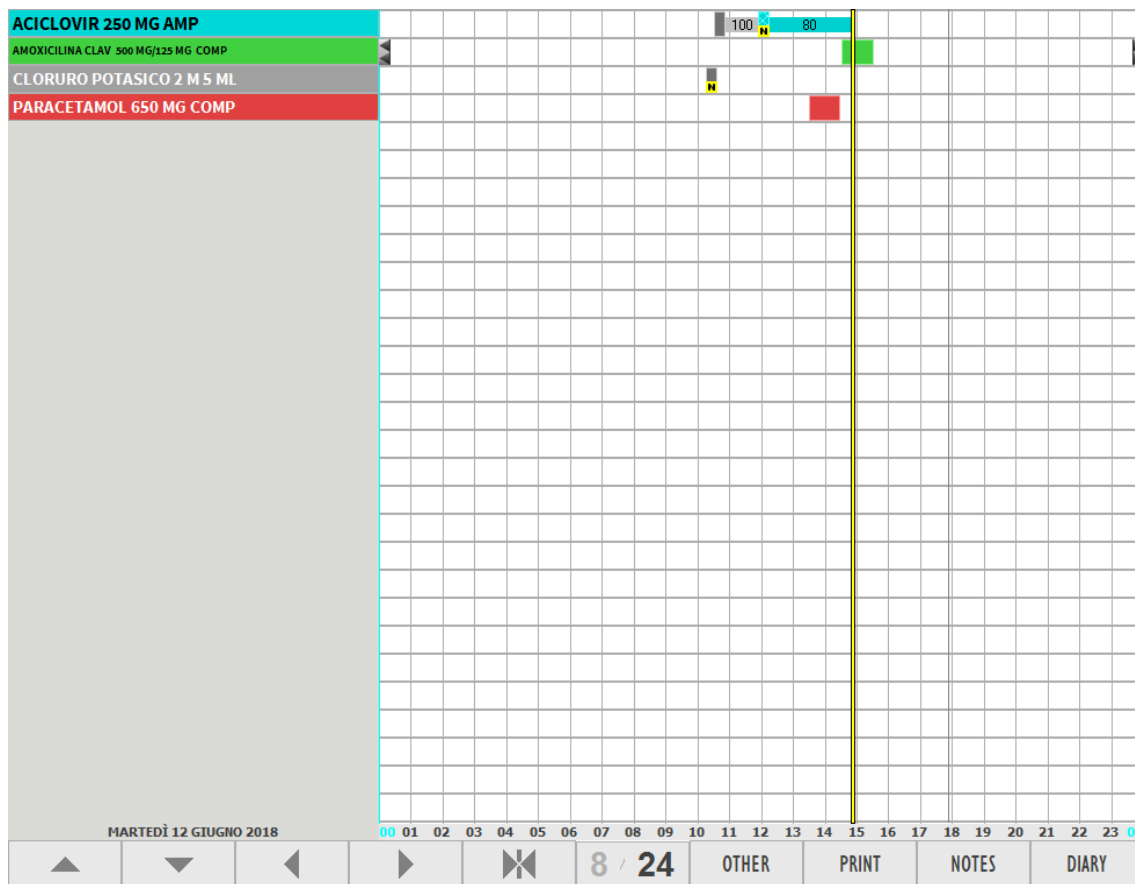 ACICLOVIR 250 MG AMP 100 N 80
AMOXICILINA CLAV 500 MG/125 MG COMP
CLORURO POTASICO 2 M 5 ML N
PARACETAMOL 650 MG COMP
MARTEDÌ 12 GIUGNO 2018 00 01 02 03 04 05 06 07 08 09 10 11 12 13 14 15 16 17 18 19 20 21 22 23 0
8 / 24 OTHER PRINT NOTES DIARY